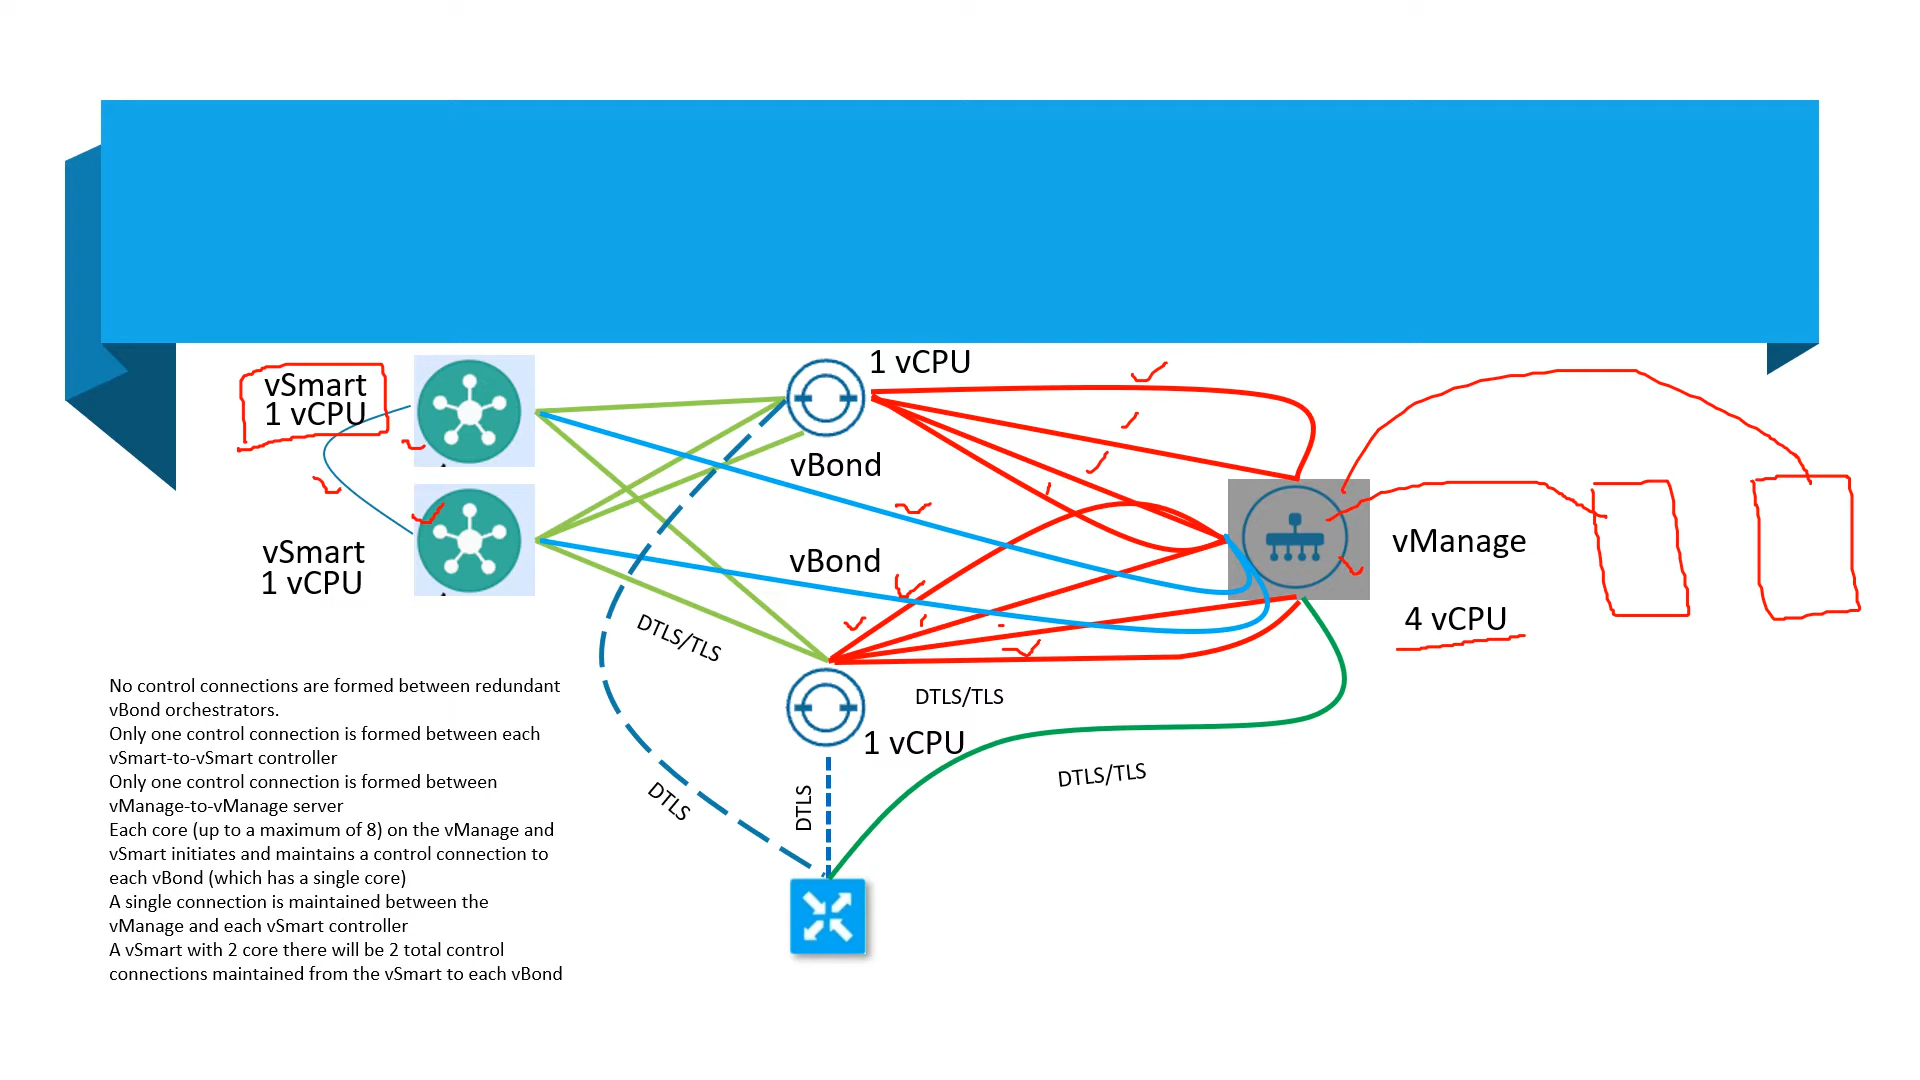 1 vCPU
vSmart
1 vCPU
vBond
vManage
vBond
vSmart
1 vCPU
4 vCPU
DTLS/TLS
DTLS/TLS
1 vCPU
DTLS/TLS
DTLS
DTLS
No control connections are formed between redundant
vBond orchestrators.
Only one control connection is formed between each
vSmart-to-vSmart controller
Only one control connection is formed between
vManage-to-vManage server
Each core (up to a maximum of 8) on the vManage and
vSmart initiates and maintains a control connection to
each vBond (which has a single core)
A single connection is maintained between the
vManage and each vSmart controller
A vSmart with 2 core there will be 2 total control
connections maintained from the vSmart to each vBond